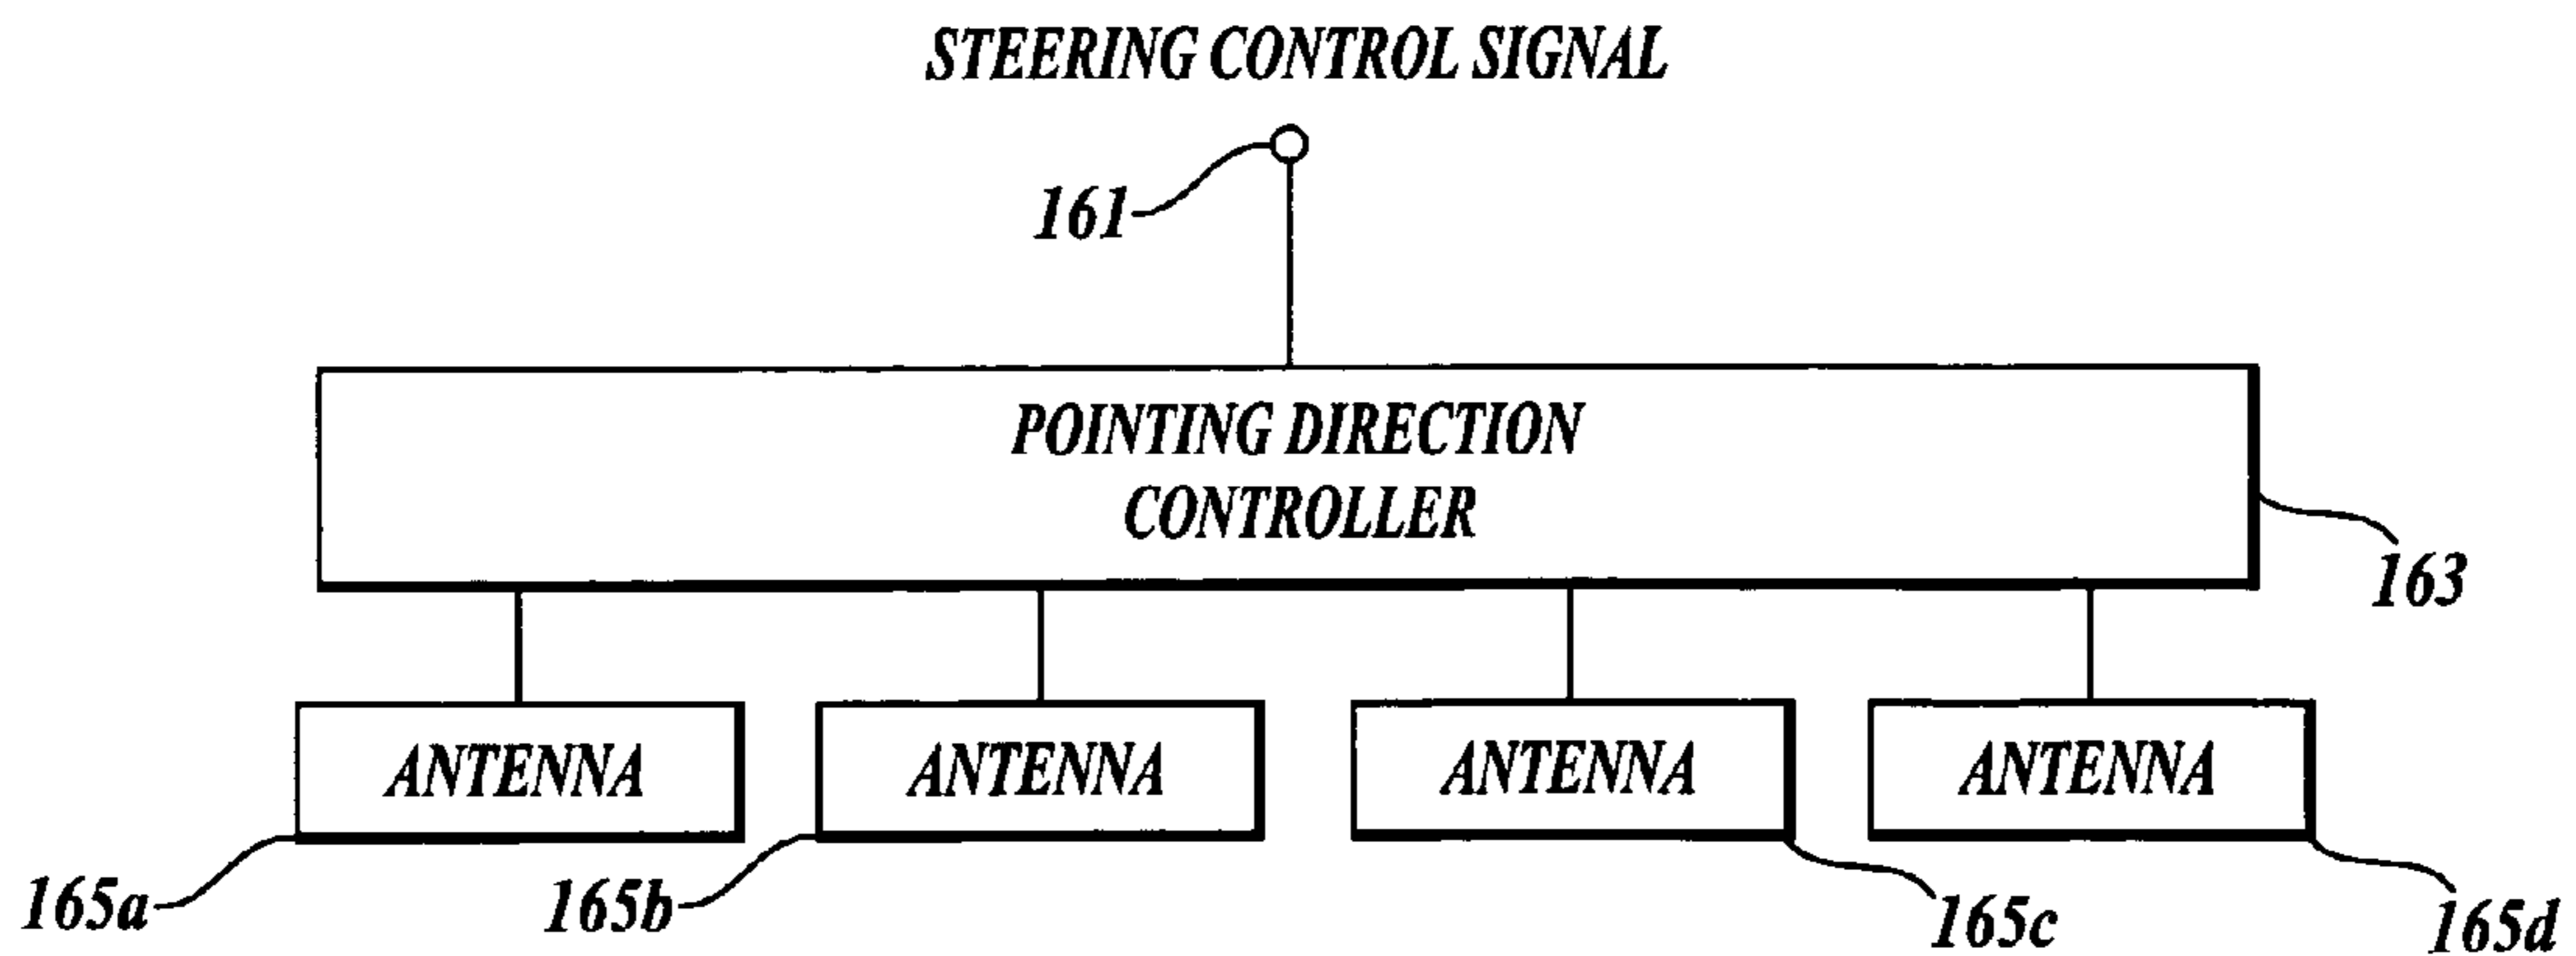 STEERING CONTROL SIGNAL
161
POINTING DIRECTION
CONTROLLER
163
ANTENNA ANTENNA ANTENNA ANTENNA
165a 165b 165c 165d